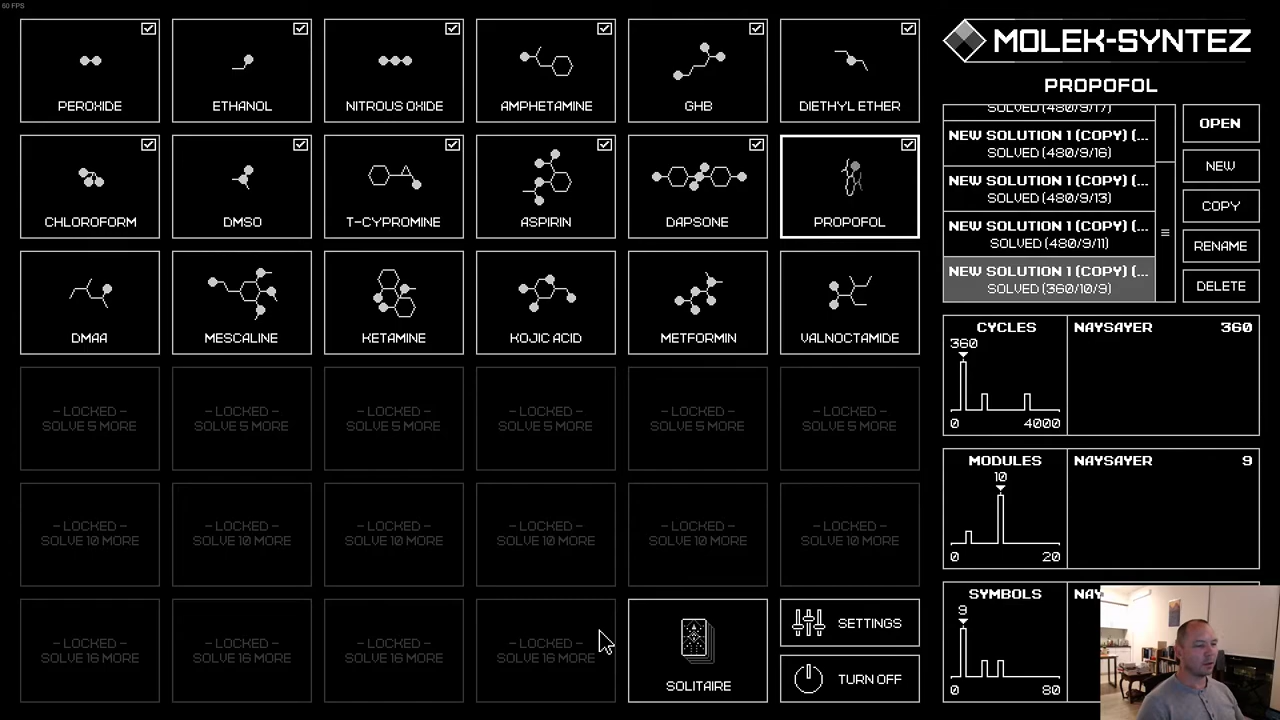 60 FPS
MOLEK-SYNTEZ
PROPOFOL
PEROXIDE
ETHANOL
NITROUS OXIDE
AMPHETAMINE
GHB
DIETHYL ETHER
CHLOROFORM
DMSO
T-CYPROMINE
ASPIRIN
DAPSONE
PROPOFOL
DMAA
MESCALINE
KETAMINE
KOJIC ACID
METFORMIN
VALNOCTAMIDE
- LOCKED -
SOLVE 5 MORE
- LOCKED -
SOLVE 5 MORE
- LOCKED -
SOLVE 5 MORE
- LOCKED -
SOLVE 5 MORE
- LOCKED -
SOLVE 5 MORE
- LOCKED -
SOLVE 5 MORE
- LOCKED -
SOLVE 10 MORE
- LOCKED -
SOLVE 10 MORE
- LOCKED -
SOLVE 10 MORE
- LOCKED -
SOLVE 10 MORE
- LOCKED -
SOLVE 10 MORE
- LOCKED -
SOLVE 10 MORE
- LOCKED -
SOLVE 16 MORE
- LOCKED -
SOLVE 16 MORE
- LOCKED -
SOLVE 16 MORE
- LOCKED -
SOLVE 16 MORE
SOLITAIRE
SETTINGS
TURN OFF
SOLVED (480/9/17)
NEW SOLUTION 1 (COPY) (...
SOLVED (480/9/16)
NEW SOLUTION 1 (COPY) (...
SOLVED (480/9/13)
NEW SOLUTION 1 (COPY) (...
SOLVED (480/9/11)
NEW SOLUTION 1 (COPY) (...
SOLVED (360/10/9)
OPEN
NEW
COPY
RENAME
DELETE
CYCLES
360
0 4000
NAYSAYER 360
MODULES
10
0 20
NAYSAYER 9
SYMBOLS
9
0 80